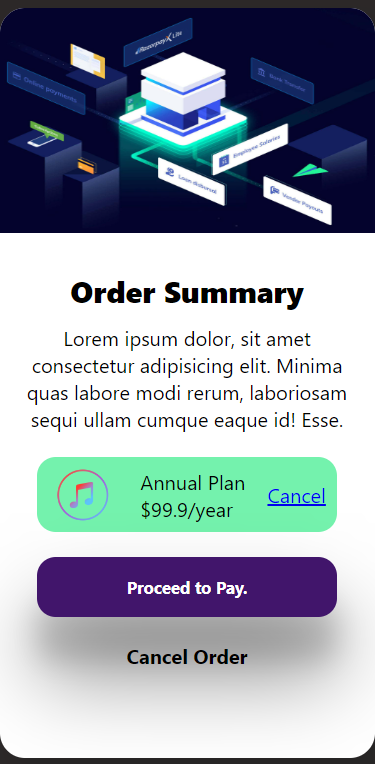 RazorpayX Lite
Online payments
Bank Transfer
Employee Salaries
Loan disbursal
Vendor Payouts
Order Summary
Lorem ipsum dolor, sit amet
consectetur adipisicing elit. Minima
quas labore modi rerum, laboriosam
sequi ullam cumque eaque id! Esse.
Annual Plan
$99.9/year
Cancel
Proceed to Pay.
Cancel Order